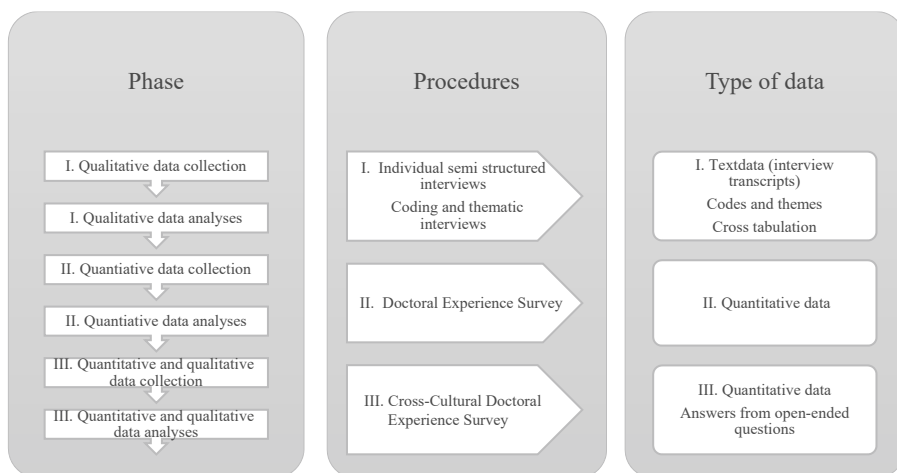 Phase
I. Qualitative data collection
I. Qualitative data analyses
II. Quantiative data collection
II. Quantiative data analyses
III. Quantitative and qualitative
data collection
III. Quantitative and qualitative
data analyses
Procedures
I. Individual semi structured
interviews
Coding and thematic
interviews
II. Doctoral Experience Survey
III. Cross-Cultural Doctoral
Experience Survey
Type of data
I. Textdata (interview
transcripts)
Codes and themes
Cross tabulation
II. Quantitative data
III. Quantitative data
Answers from open-ended
questions